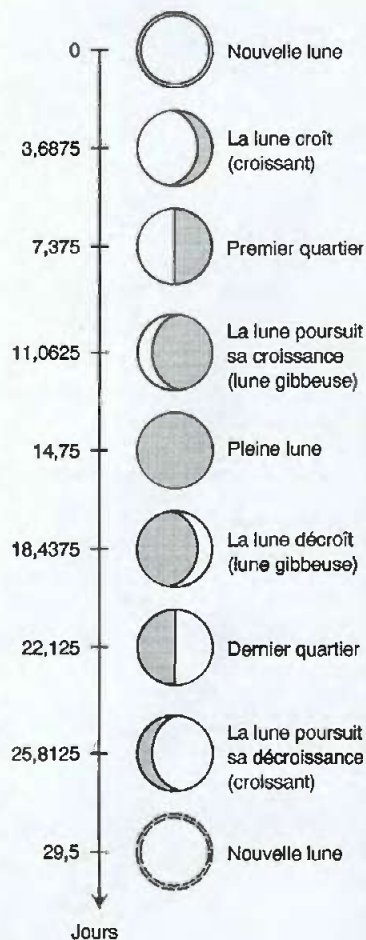 0
Nouvelle lune
3,6875
La lune croît
(croissant)
7,375
Premier quartier
11,0625
La lune poursuit
sa croissance
(lune gibbeuse)
14,75
Pleine lune
18,4375
La lune décroît
(lune gibbeuse)
22,125
Dernier quartier
25,8125
La lune poursuit
sa décroissance
(croissant)
29,5
Nouvelle lune
Jours